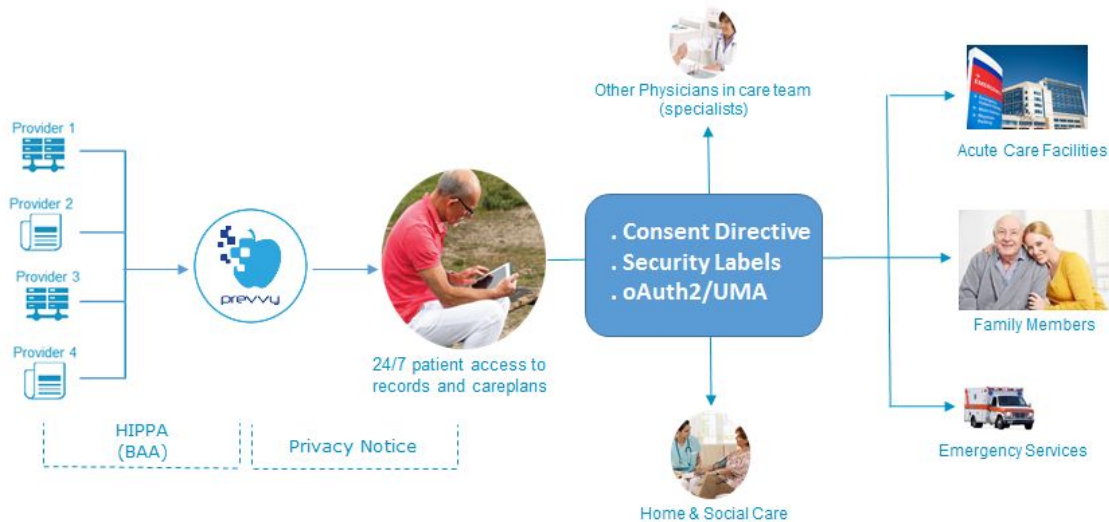 Provider 1
Provider 2
Provider 3
Provider 4
prevvy
HIPPA
(BAA)
Privacy Notice
24/7 patient access to
records and careplans
Other Physicians in care team
(specialists)
. Consent Directive
. Security Labels
. oAuth2/UMA
Home & Social Care
EMERGENCY
Acute Care Facilities
Family Members
Emergency Services